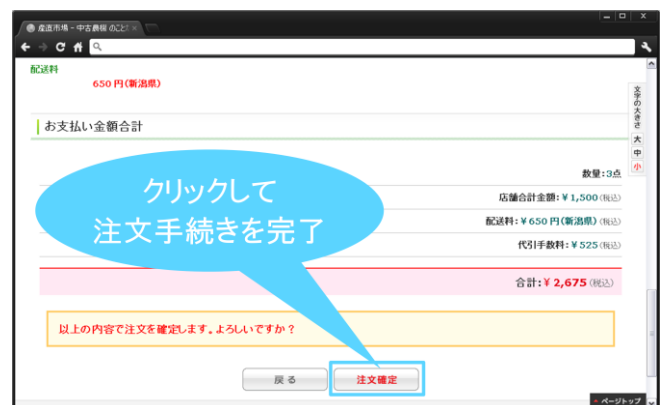 産直市場 - 中古農機 のこと
配送料
650 円(新潟県)
文字の大きさ
大
中
小
お支払い金額合計
数量:3点
クリックして
注文手続きを完了
店舗合計金額:¥1,500(税込)
配送料:¥650 円(新潟県)(税込)
代引手数料:¥525(税込)
合計:¥ 2,675(税込)
以上の内容で注文を確定します。よろしいですか?
戻る
注文確定
ページトップ